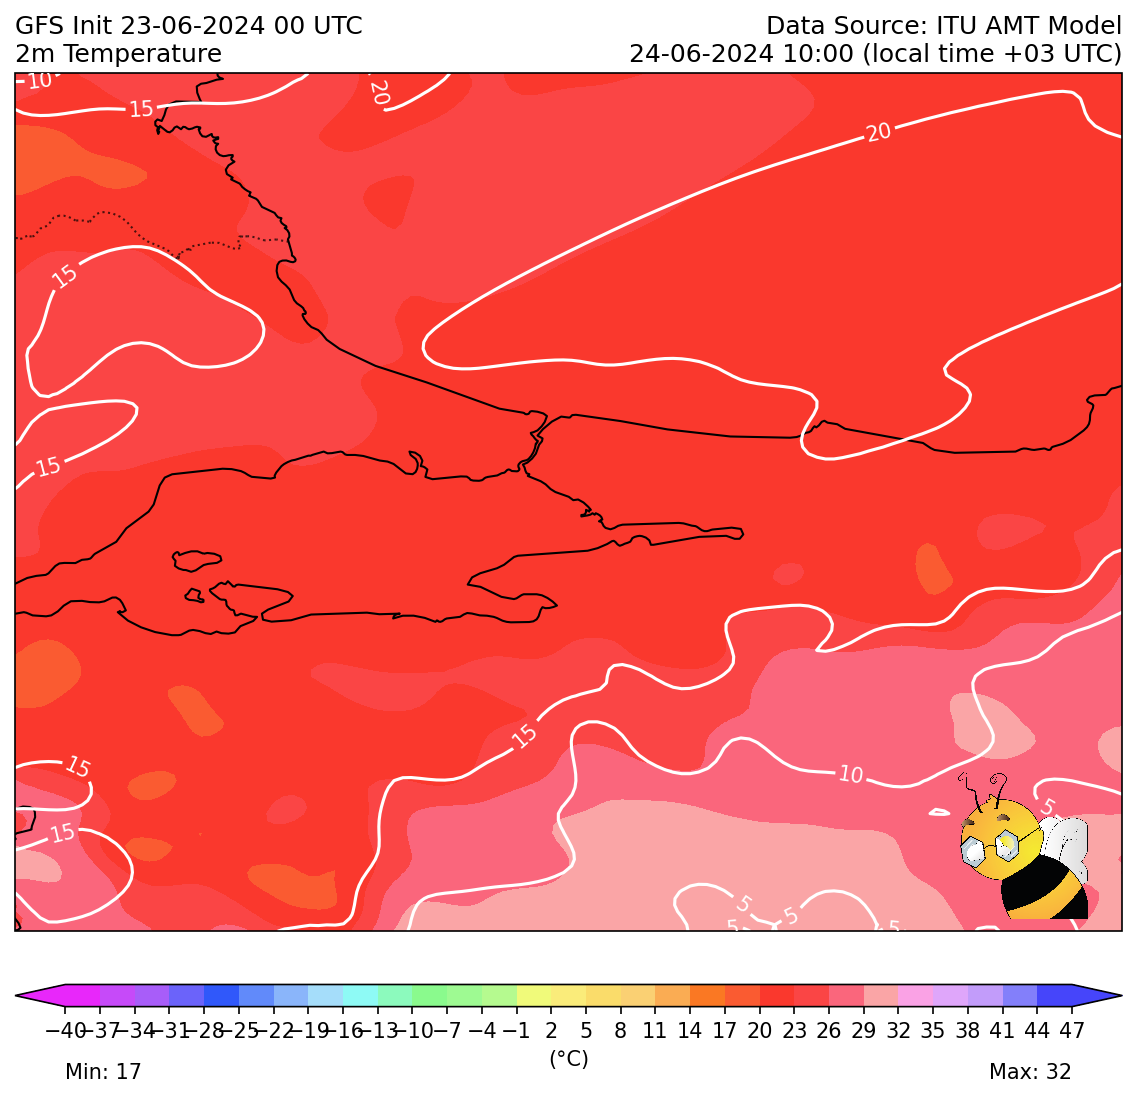 GFS Init 23-06-2024 00 UTC
Data Source: ITU AMT Model
2m Temperature
24-06-2024 10:00 (local time +03 UTC)
10
20
15
20
15
15
15
15
10
5
15
5
5
5
5
−40 −37 −34 −31 −28 −25 −22 −19 −16 −13 −10 −7 −4 −1 2 5 8 11 14 17 20 23 26 29 32 35 38 41 44 47
(°C)
Min: 17
Max: 32